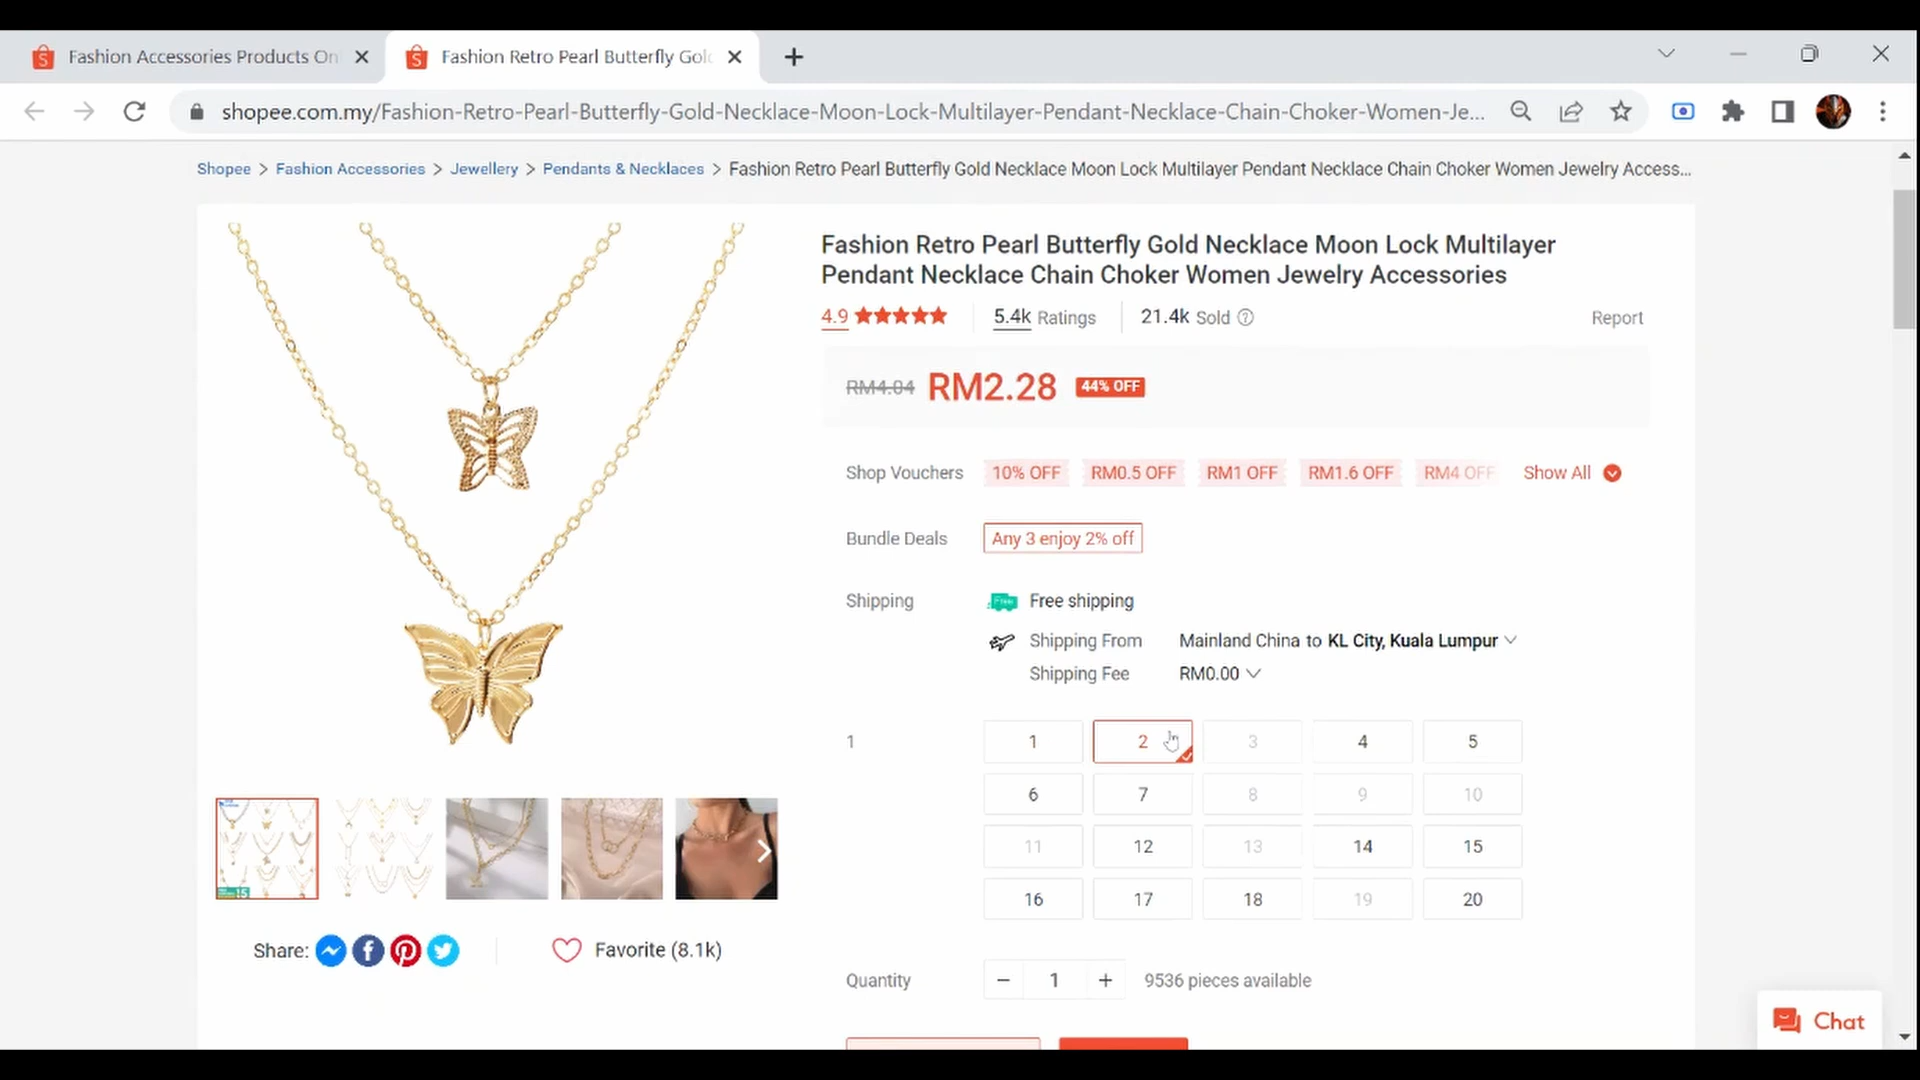 Fashion Accessories Products On
Fashion Retro Pearl Butterfly Gol
shopee.com.my/Fashion-Retro-Pearl-Butterfly-Gold-Necklace-Moon-Lock-Multilayer-Pendant-Necklace-Chain-Choker-Women-Je...
Shopee > Fashion Accessories > Jewellery > Pendants & Necklaces > Fashion Retro Pearl Butterfly Gold Necklace Moon Lock Multilayer Pendant Necklace Chain Choker Women Jewelry Access...
Fashion Retro Pearl Butterfly Gold Necklace Moon Lock Multilayer
Pendant Necklace Chain Choker Women Jewelry Accessories
4.9 5.4k Ratings 21.4k Sold ? Report
RM4.04 RM2.28 44% OFF
Shop Vouchers 10% OFF RM0.5 OFF RM1 OFF RM1.6 OFF RM4 OFF Show All
Bundle Deals Any 3 enjoy 2% off
Shipping Free Free shipping
Shipping From Mainland China to KL City, Kuala Lumpur
Shipping Fee RM0.00
1 1 2 3 4 5
6 7 8 9 10
11 12 13 14 15
16 17 18 19 20
Share: Favorite (8.1k)
Quantity − 1 + 9536 pieces available
Chat